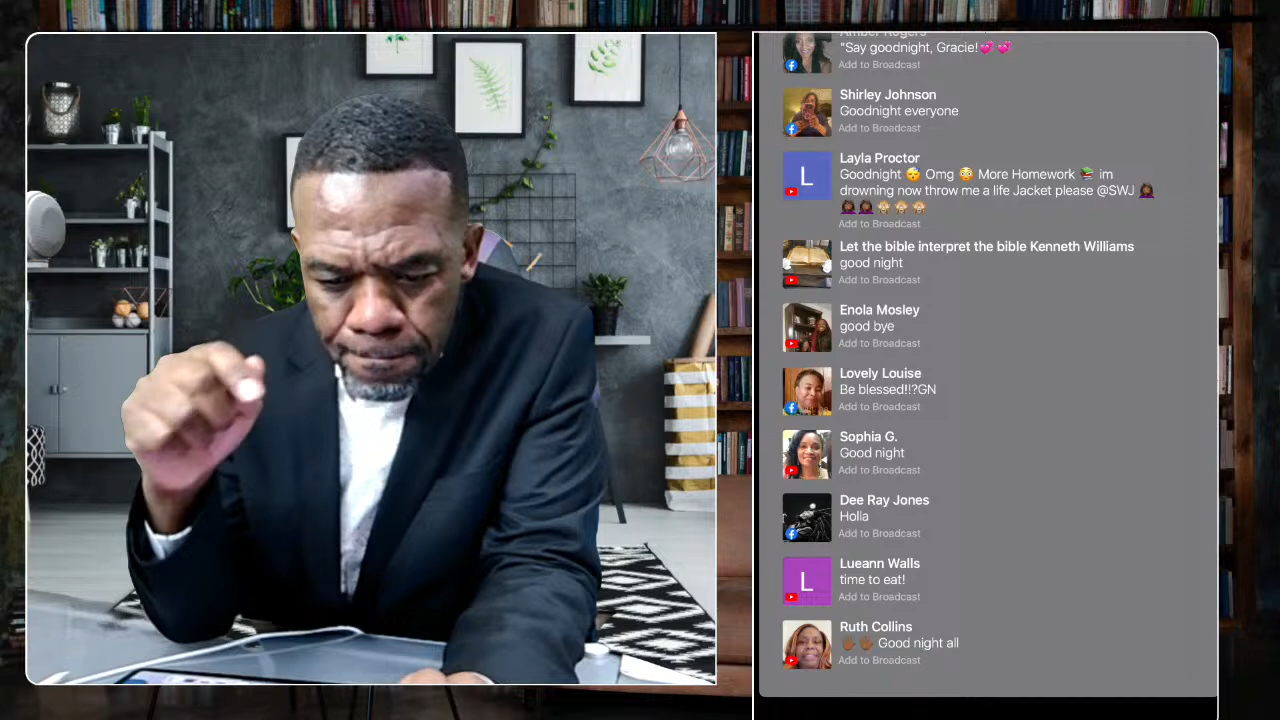 Amber Rogers
"Say goodnight, Gracie!💞 💞
Add to Broadcast
Shirley Johnson
Goodnight everyone
Add to Broadcast
L
Layla Proctor
Goodnight 😴 Omg 😳 More Homework 📚 im
drowning now throw me a life Jacket please @SWJ 🤦🏾‍♀️
🤦🏾‍♀️ 🤦🏾‍♀️ 🙈 🙈 🙈
Add to Broadcast
Let the bible interpret the bible Kenneth Williams
good night
Add to Broadcast
Enola Mosley
good bye
Add to Broadcast
Lovely Louise
Be blessed!!?GN
Add to Broadcast
Sophia G.
Good night
Add to Broadcast
Dee Ray Jones
Holla
Add to Broadcast
L
Lueann Walls
time to eat!
Add to Broadcast
Ruth Collins
👋🏾 👋🏾 Good night all
Add to Broadcast